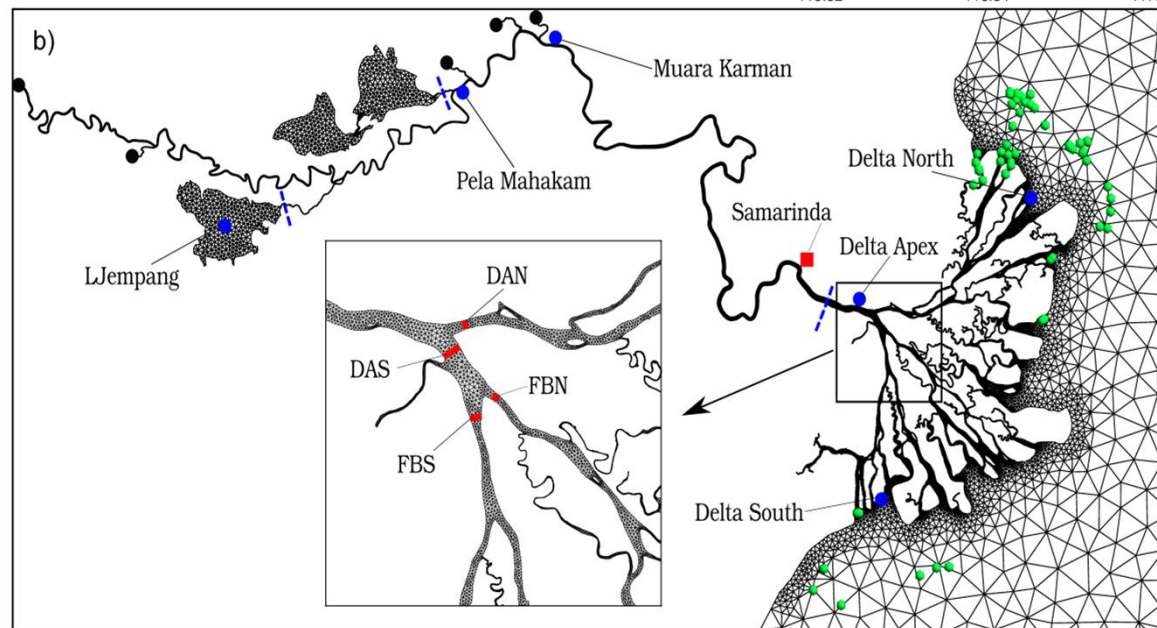 b)
Muara Karman
Delta North
Pela Mahakam
Samarinda
Delta Apex
LJempang
DAN
DAS
FBN
FBS
Delta South